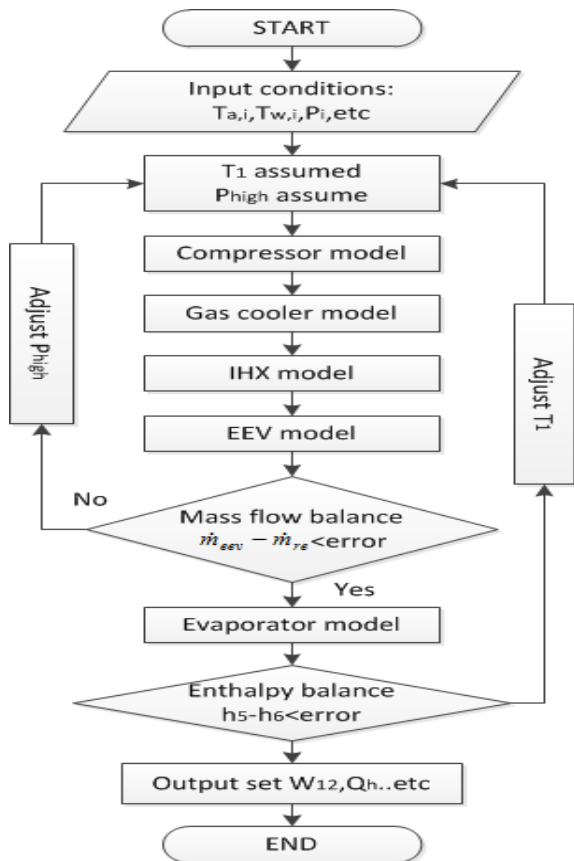 START
Input conditions:
Ta,i,Tw,i,Pi,etc
T1 assumed
Phigh assume
Compressor model
Gas cooler model
IHX model
EEV model
Adjust Phigh
Adjust T1
No
Mass flow balance
ṁeev − ṁre<error
Yes
Evaporator model
Enthalpy balance
h5-h6<error
Output set W12,Qh..etc
END